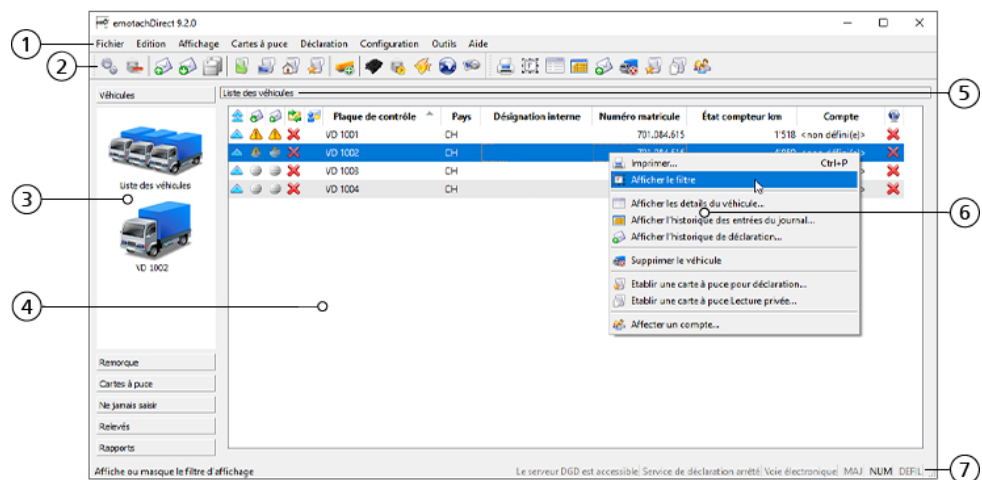 emotachDirect 9.2.0
1
Fichier Edition Affichage Cartes à puce Déclaration Configuration Outils Aide
2
Véhicules
Liste des véhicules
5
Plaque de contrôle Pays Désignation interne Numéro matricule État compteur km Compte
VD 1001 CH 701.084.615 1'518 <non défini(e)>
VD 1002 CH
VD 1003 CH
VD 1004 CH
Imprimer... Ctrl+P
Afficher le filtre
Afficher les détails du véhicule...
Afficher l'historique des entrées du journal...
Afficher l'historique de déclaration...
Supprimer le véhicule
Etablir une carte à puce pour déclaration...
Etablir une carte à puce Lecture privée...
Affecter un compte...
6
Liste des véhicules
3
VD 1002
4
Remorque
Cartes à puce
Ne jamais saisir
Relevés
Rapports
Affiche ou masque le filtre d'affichage
Le serveur DGD est accessible Service de déclaration arrêté Voie électronique MAJ NUM DEFIL
7